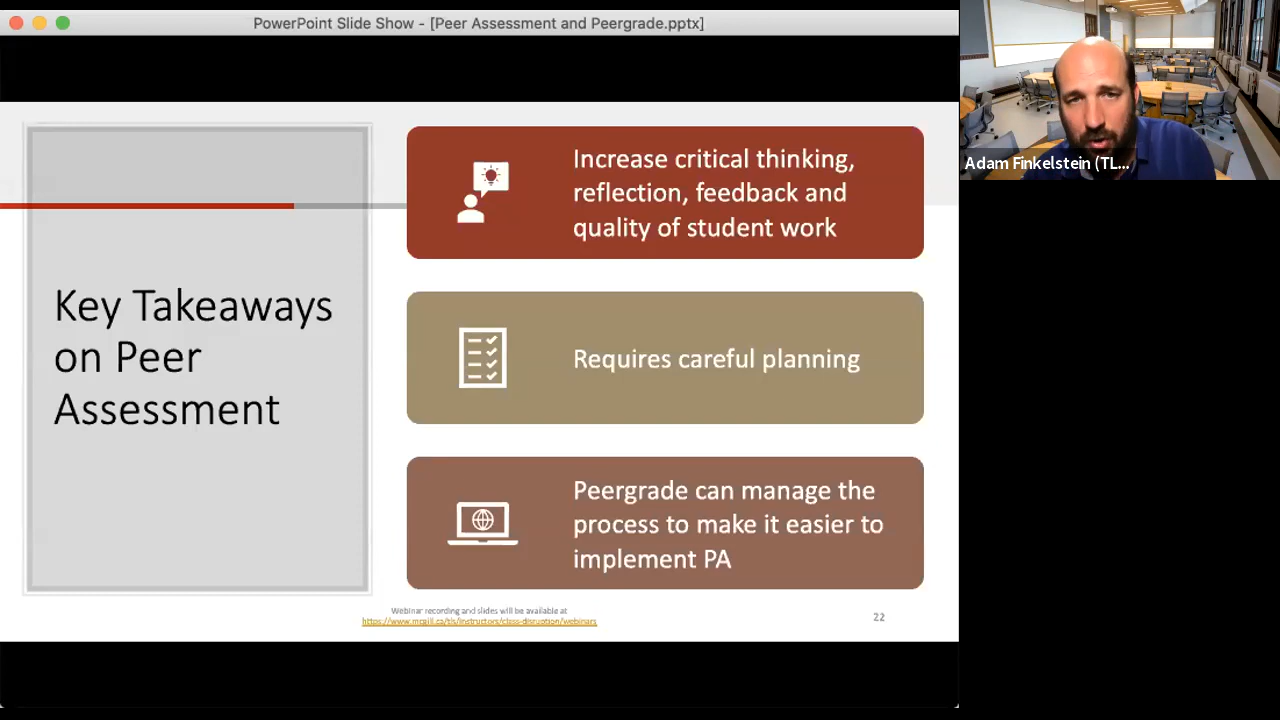 PowerPoint Slide Show - [Peer Assessment and Peergrade.pptx]
Adam Finkelstein (TL...
Key Takeaways
on Peer
Assessment
Increase critical thinking,
reflection, feedback and
quality of student work
Requires careful planning
Peergrade can manage the
process to make it easier to
implement PA
Webinar recording and slides will be available at
https://www.mcgill.ca/tls/instructors/class-disruption/webinars
22